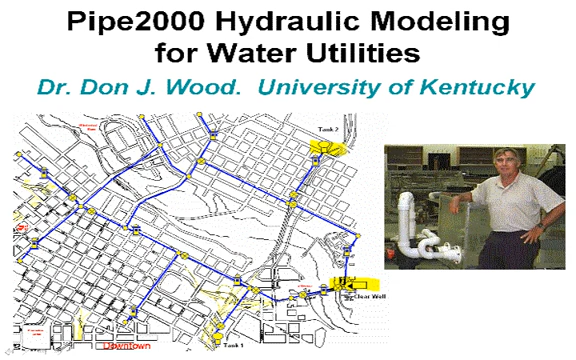 Pipe2000 Hydraulic Modeling
for Water Utilities
Dr. Don J. Wood. University of Kentucky
Tank 2
Clear Well
Tank 1
Downtown